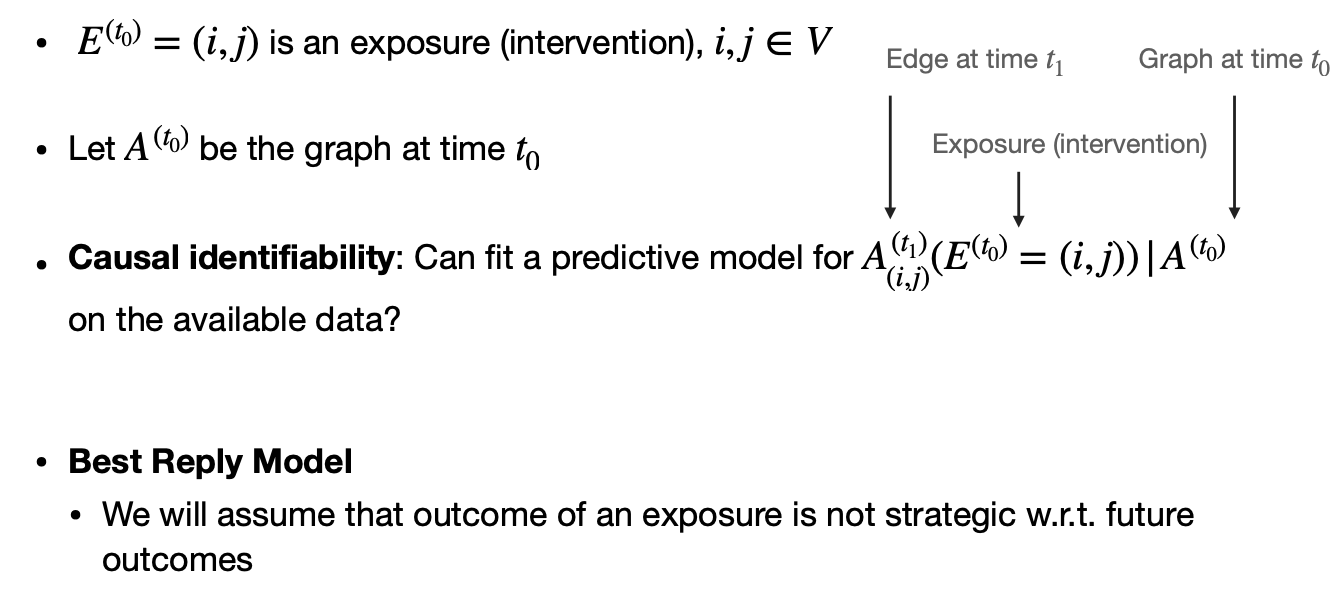 • E^{(t_0)} = (i, j) is an exposure (intervention), i, j ∈ V
Edge at time t_1
Graph at time t_0
Exposure (intervention)
• Let A^{(t_0)} be the graph at time t_0
• Causal identifiability: Can fit a predictive model for A^{(t_1)}_{(i,j)}(E^{(t_0)} = (i, j)) | A^{(t_0)}
on the available data?
• Best Reply Model
• We will assume that outcome of an exposure is not strategic w.r.t. future
outcomes